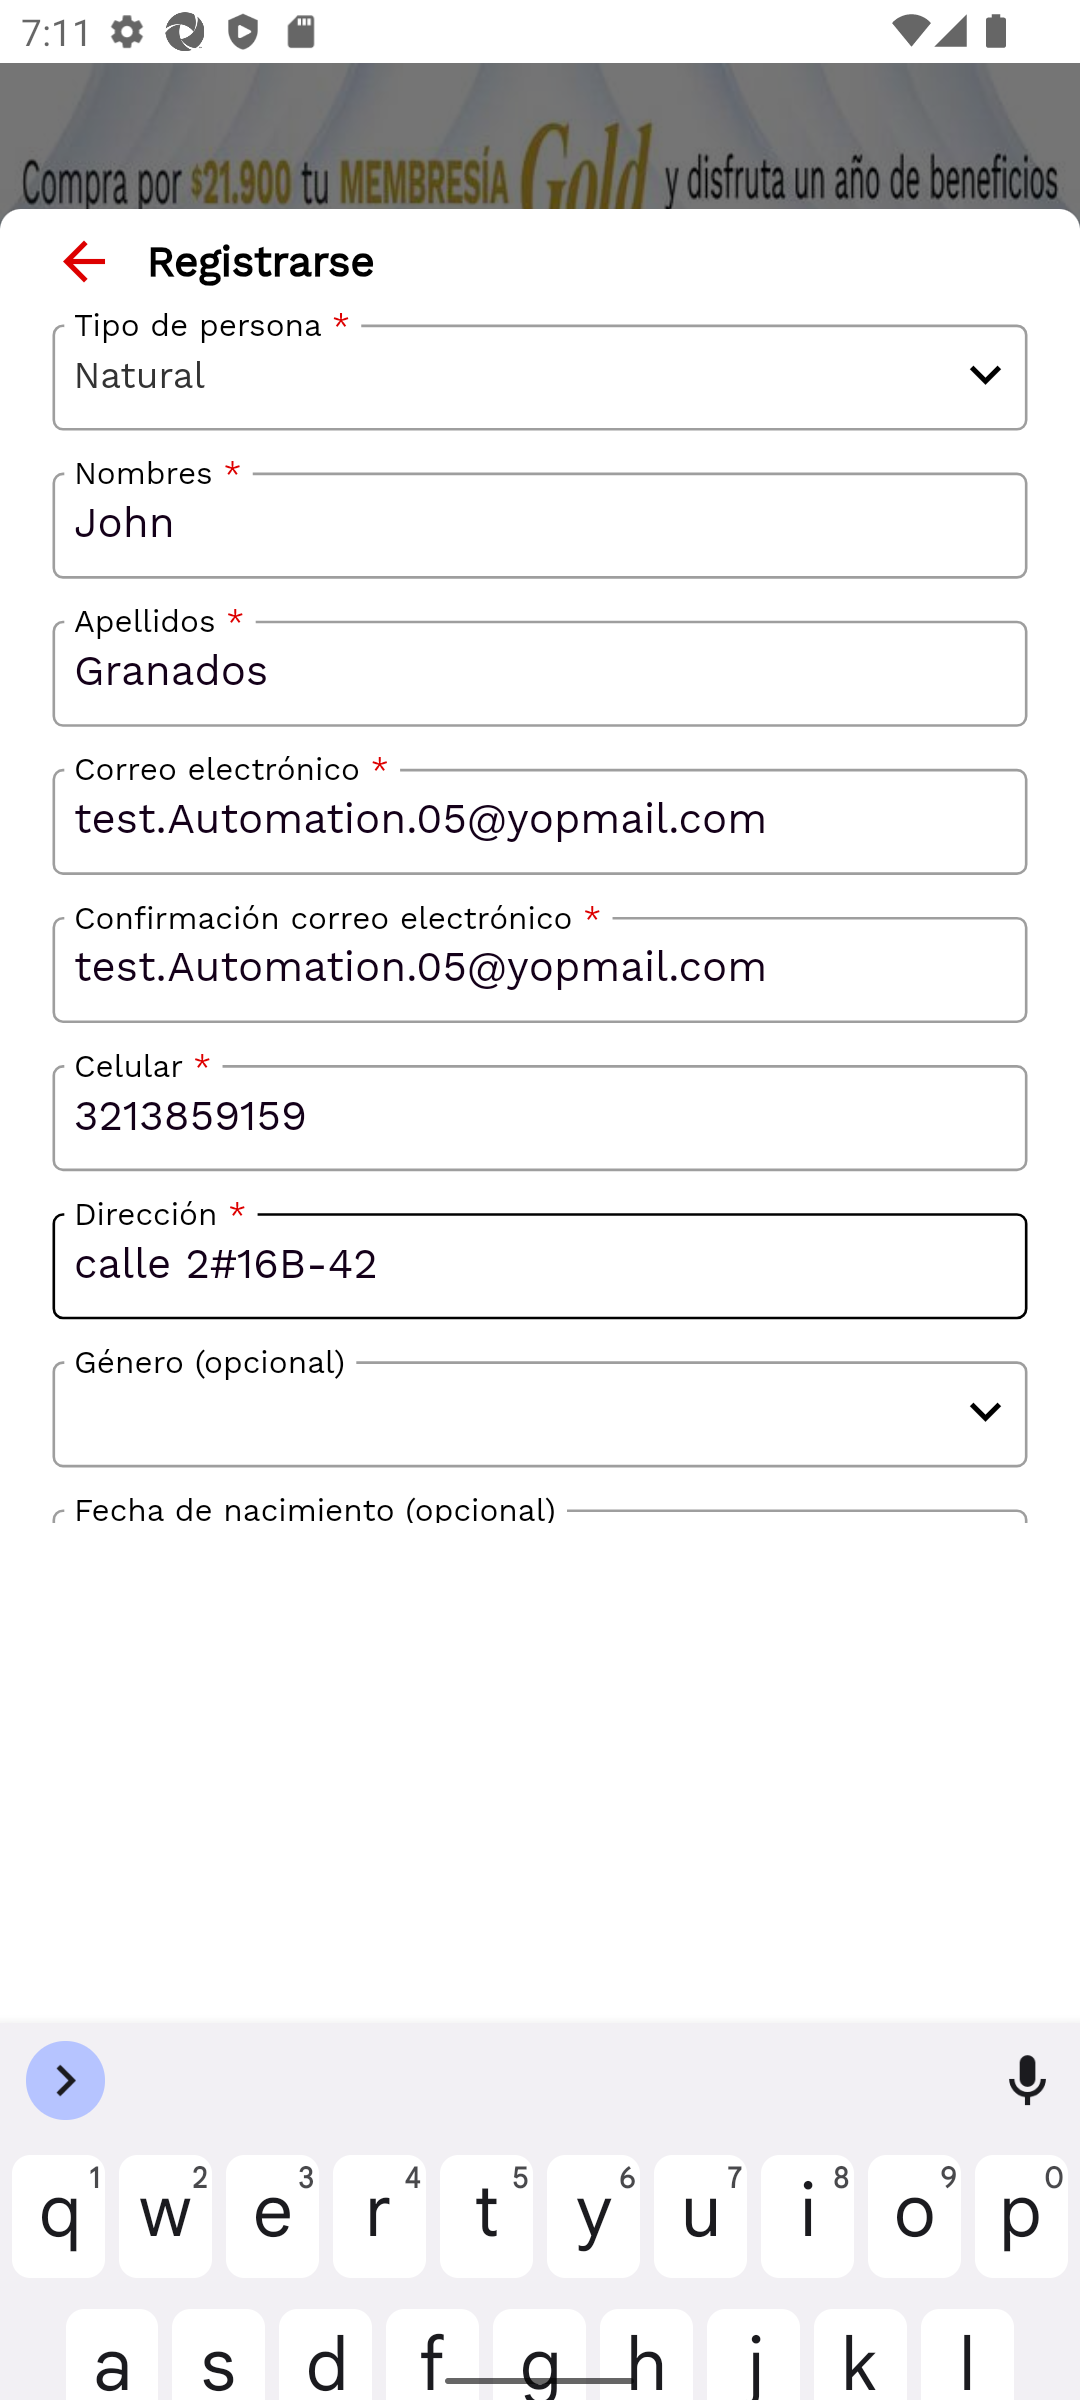 7:11
Compra por $21.900 tu MEMBRESÍA Gold y disfruta un año de beneficios
Registrarse
Tipo de persona *
Natural
Nombres *
John
Apellidos *
Granados
Correo electrónico *
test.Automation.05@yopmail.com
Confirmación correo electrónico *
test.Automation.05@yopmail.com
Celular *
3213859159
Dirección *
calle 2#16B-42
Género (opcional)
Fecha de nacimiento (opcional)
1 2 3 4 5 6 7 8 9 0
q w e r t y u i o p
a s d f g h j k l